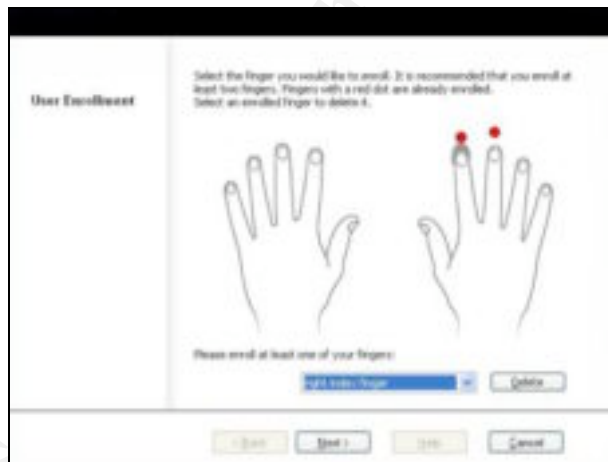 User Enrollment
Select the finger you would like to enroll. It is recommended that you enroll at
least two fingers. Fingers with a red dot are already enrolled.
Select an enrolled finger to delete it.
Please enroll at least one of your fingers:
right index finger
Delete
< Back
Next >
Help
Cancel